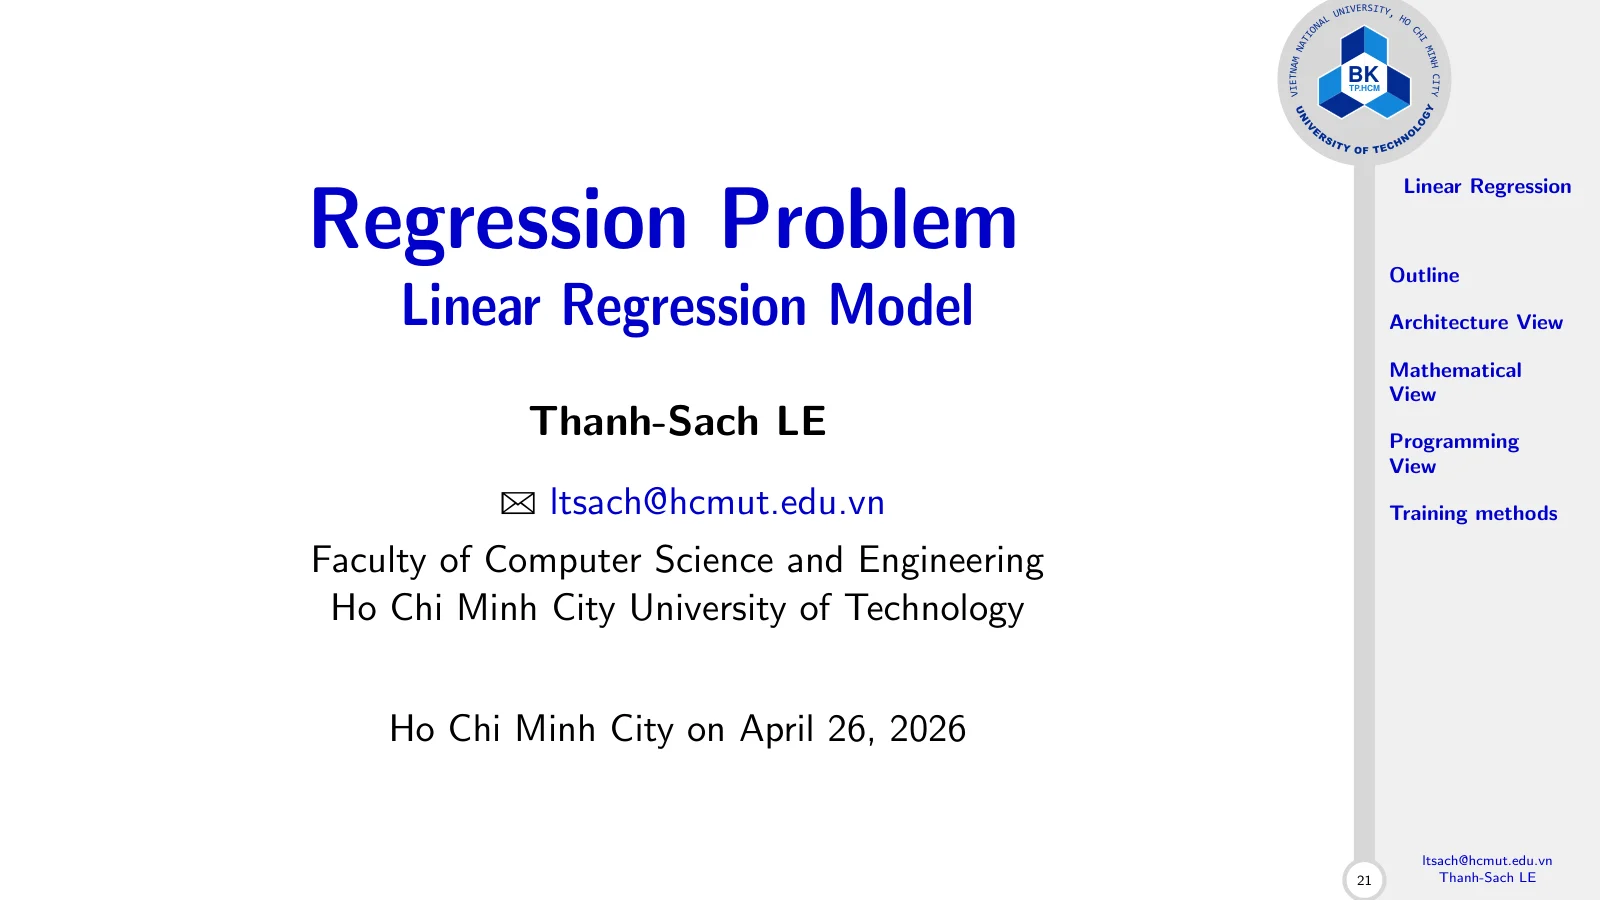 Regression Problem
Linear Regression Model
Thanh-Sach LE
ltsach@hcmut.edu.vn
Faculty of Computer Science and Engineering
Ho Chi Minh City University of Technology
Ho Chi Minh City on April 26, 2026
VIETNAM NATIONAL UNIVERSITY, HO CHI MINH CITY
BK
TP.HCM
UNIVERSITY OF TECHNOLOGY
Linear Regression
Outline
Architecture View
Mathematical
View
Programming
View
Training methods
21
ltsach@hcmut.edu.vn
Thanh-Sach LE